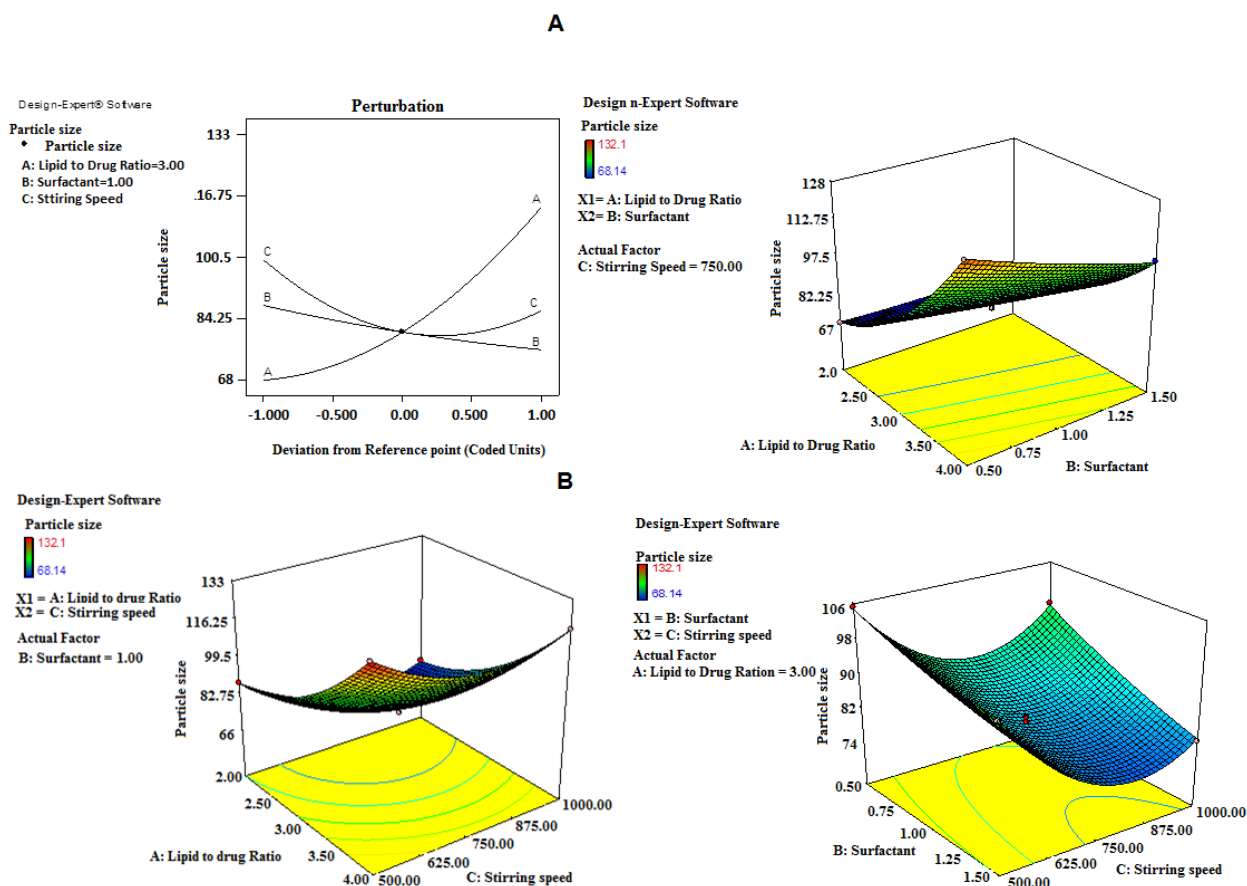 A
Design-Expert® Software
Particle size
Particle size
A: Lipid to Drug Ratio=3.00
B: Surfactant=1.00
C: Sttiring Speed
Perturbation
Particle size
133
16.75
100.5
84.25
68
A
C
B
C
B
A
-1.000 -0.500 0.00 0.500 1.00
Deviation from Reference point (Coded Units)
Design n-Expert Software
Particle size
132.1
68.14
X1= A: Lipid to Drug Ratio
X2= B: Surfactant
Actual Factor
C: Stirring Speed = 750.00
Particle size
128
112.75
97.5
82.25
67
2.0
2.50
3.00
3.50
4.00
A: Lipid to Drug Ratio
0.50
0.75
1.00
1.25
1.50
B: Surfactant
B
Design-Expert Software
Particle size
132.1
68.14
X1 = A: Lipid to drug Ratio
X2 = C: Stirring speed
Actual Factor
B: Surfactant = 1.00
Particle size
133
116.25
99.5
82.75
66
2.00
2.50
3.00
3.50
4.00
A: Lipid to drug Ratio
500.00
625.00
750.00
875.00
1000.00
C: Stirring speed
Design-Expert Software
Particle size
132.1
68.14
X1 = B: Surfactant
X2 = C: Stirring speed
Actual Factor
A: Lipid to Drug Ration = 3.00
Particle size
106
98
90
82
74
0.50
0.75
1.00
1.25
1.50
B: Surfactant
500.00
625.00
750.00
875.00
1000.00
C: Stirring speed